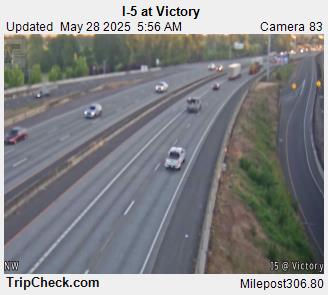 I-5 at Victory
Updated May 28 2025 5:56 AM Camera 83
NW I5 @ Victory
TripCheck.com Milepost306.80